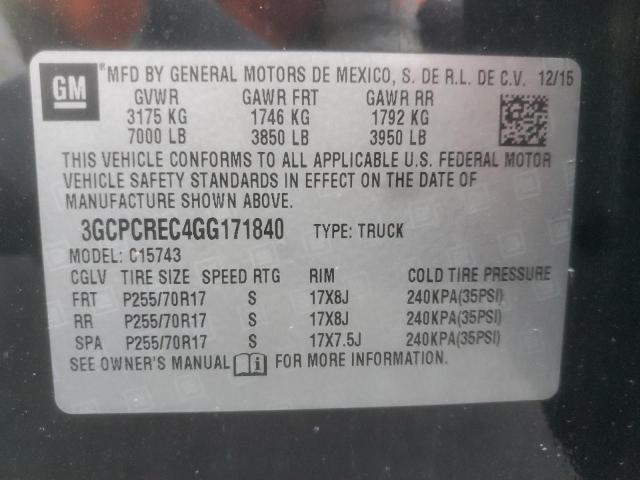 GM
® MFD BY GENERAL MOTORS DE MEXICO, S. DE R.L. DE C.V. 12/15
GVWR GAWR FRT GAWR RR
3175 KG 1746 KG 1792 KG
7000 LB 3850 LB 3950 LB
THIS VEHICLE CONFORMS TO ALL APPLICABLE U.S. FEDERAL MOTOR
VEHICLE SAFETY STANDARDS IN EFFECT ON THE DATE OF
MANUFACTURE SHOWN ABOVE.
3GCPCREC4GG171840 TYPE: TRUCK
MODEL: C15743
CGLV TIRE SIZE SPEED RTG RIM COLD TIRE PRESSURE
FRT P255/70R17 S 17X8J 240KPA(35PSI)
RR P255/70R17 S 17X8J 240KPA(35PSI)
SPA P255/70R17 S 17X7.5J 240KPA(35PSI)
SEE OWNER'S MANUAL i FOR MORE INFORMATION.